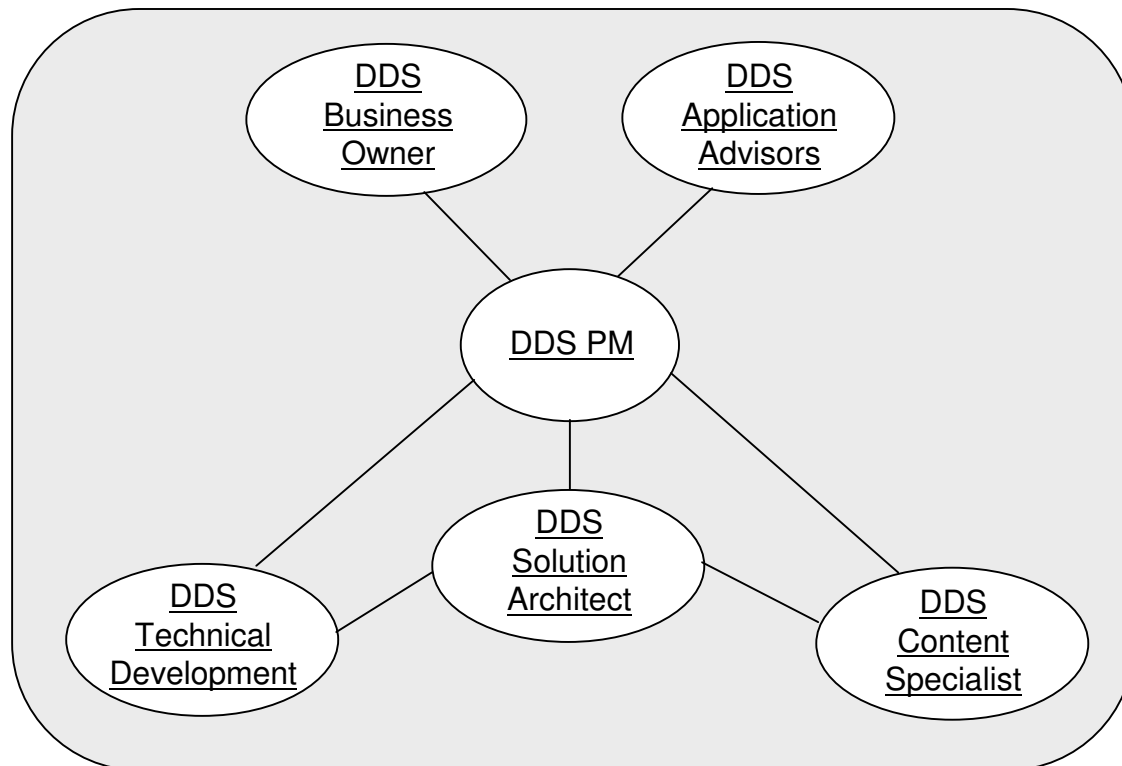 DDS
Business
Owner
DDS
Application
Advisors
DDS PM
DDS
Solution
Architect
DDS
Technical
Development
DDS
Content
Specialist